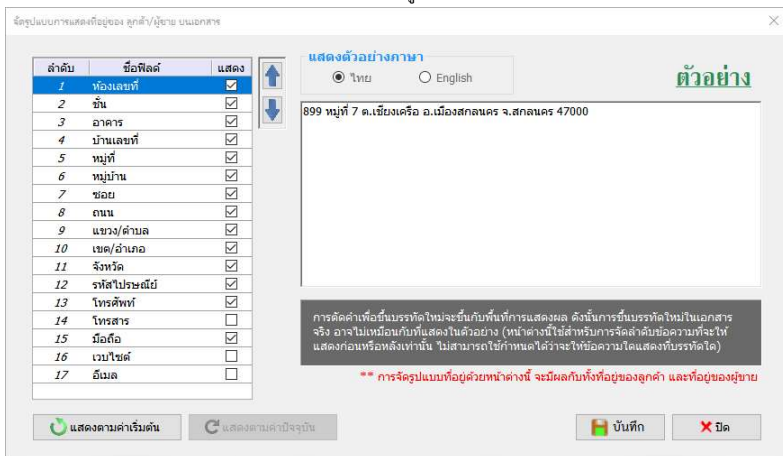 จัดรูปแบบการแสดงที่อยู่ของ ลูกค้า/ผู้ขาย บนเอกสาร
ลำดับ ชื่อฟิลด์ แสดง
1 ห้องเลขที่
2 ชั้น
3 อาคาร
4 บ้านเลขที่
5 หมู่ที่
6 หมู่บ้าน
7 ซอย
8 ถนน
9 แขวง/ตำบล
10 เขต/อำเภอ
11 จังหวัด
12 รหัสไปรษณีย์
13 โทรศัพท์
14 โทรสาร
15 มือถือ
16 เวบไซต์
17 อีเมล
แสดงตัวอย่างภาษา
ไทย English
ตัวอย่าง
899 หมู่ที่ 7 ต.เชียงเครือ อ.เมืองสกลนคร จ.สกลนคร 47000
การตัดคำเพื่อขึ้นบรรทัดใหม่จะขึ้นกับพื้นที่การแสดงผล ดังนั้นการขึ้นบรรทัดใหม่ในเอกสาร
จริง อาจไม่เหมือนกับที่แสดงในตัวอย่าง (หน้าต่างนี้ใช้สำหรับการจัดลำดับข้อความที่จะให้
แสดงก่อนหรือหลังเท่านั้น ไม่สามารถใช้กำหนดได้ว่าจะให้ข้อความใดแสดงที่บรรทัดใด)
** การจัดรูปแบบที่อยู่ด้วยหน้าต่างนี้ จะมีผลกับทั้งที่อยู่ของลูกค้า และที่อยู่ของผู้ขาย
แสดงตามค่าเริ่มต้น แสดงตามค่าปัจจุบัน บันทึก ปิด